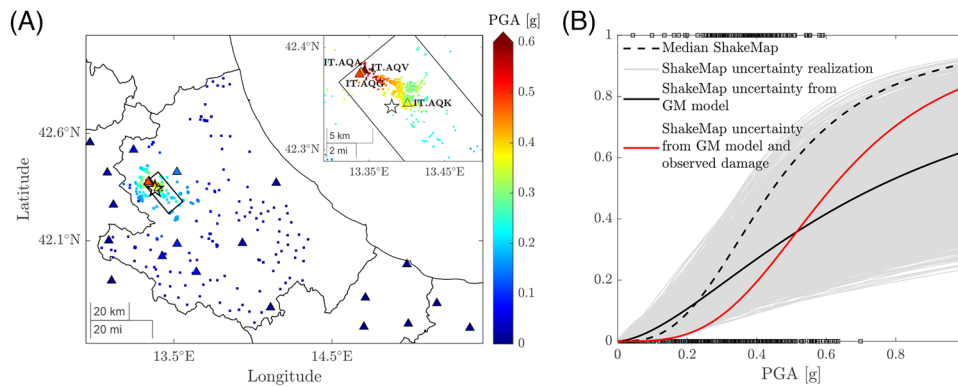 (A)
PGA [g]
42.6°N
42.1°N
Latitude
13.5°E
14.5°E
Longitude
20 km
20 mi
42.4°N
42.3°N
IT.AQA
IT.AQV
IT.AQG
IT.AQK
5 km
2 mi
13.35°E
13.45°E
0.6
0.5
0.4
0.3
0.2
0.1
0
(B)
1
0.8
0.6
0.4
0.2
0
Median ShakeMap
ShakeMap uncertainty realization
ShakeMap uncertainty from
GM model
ShakeMap uncertainty
from GM model and
observed damage
0
0.2
0.4
0.6
0.8
PGA [g]